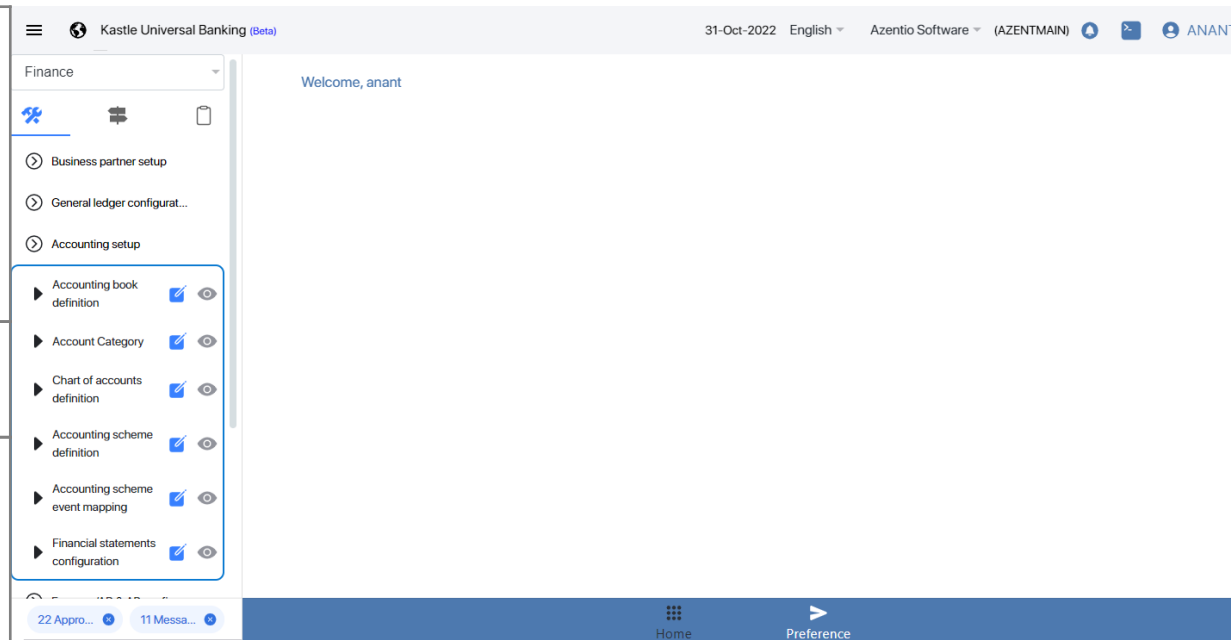 Kastle Universal Banking (Beta)
31-Oct-2022 English Azentio Software (AZENTMAIN) ANANT
Finance
Welcome, anant
Business partner setup
General ledger configurat...
Accounting setup
Accounting book
definition
Account Category
Chart of accounts
definition
Accounting scheme
definition
Accounting scheme
event mapping
Financial statements
configuration
22 Appro... 11 Messa...
Home Preference